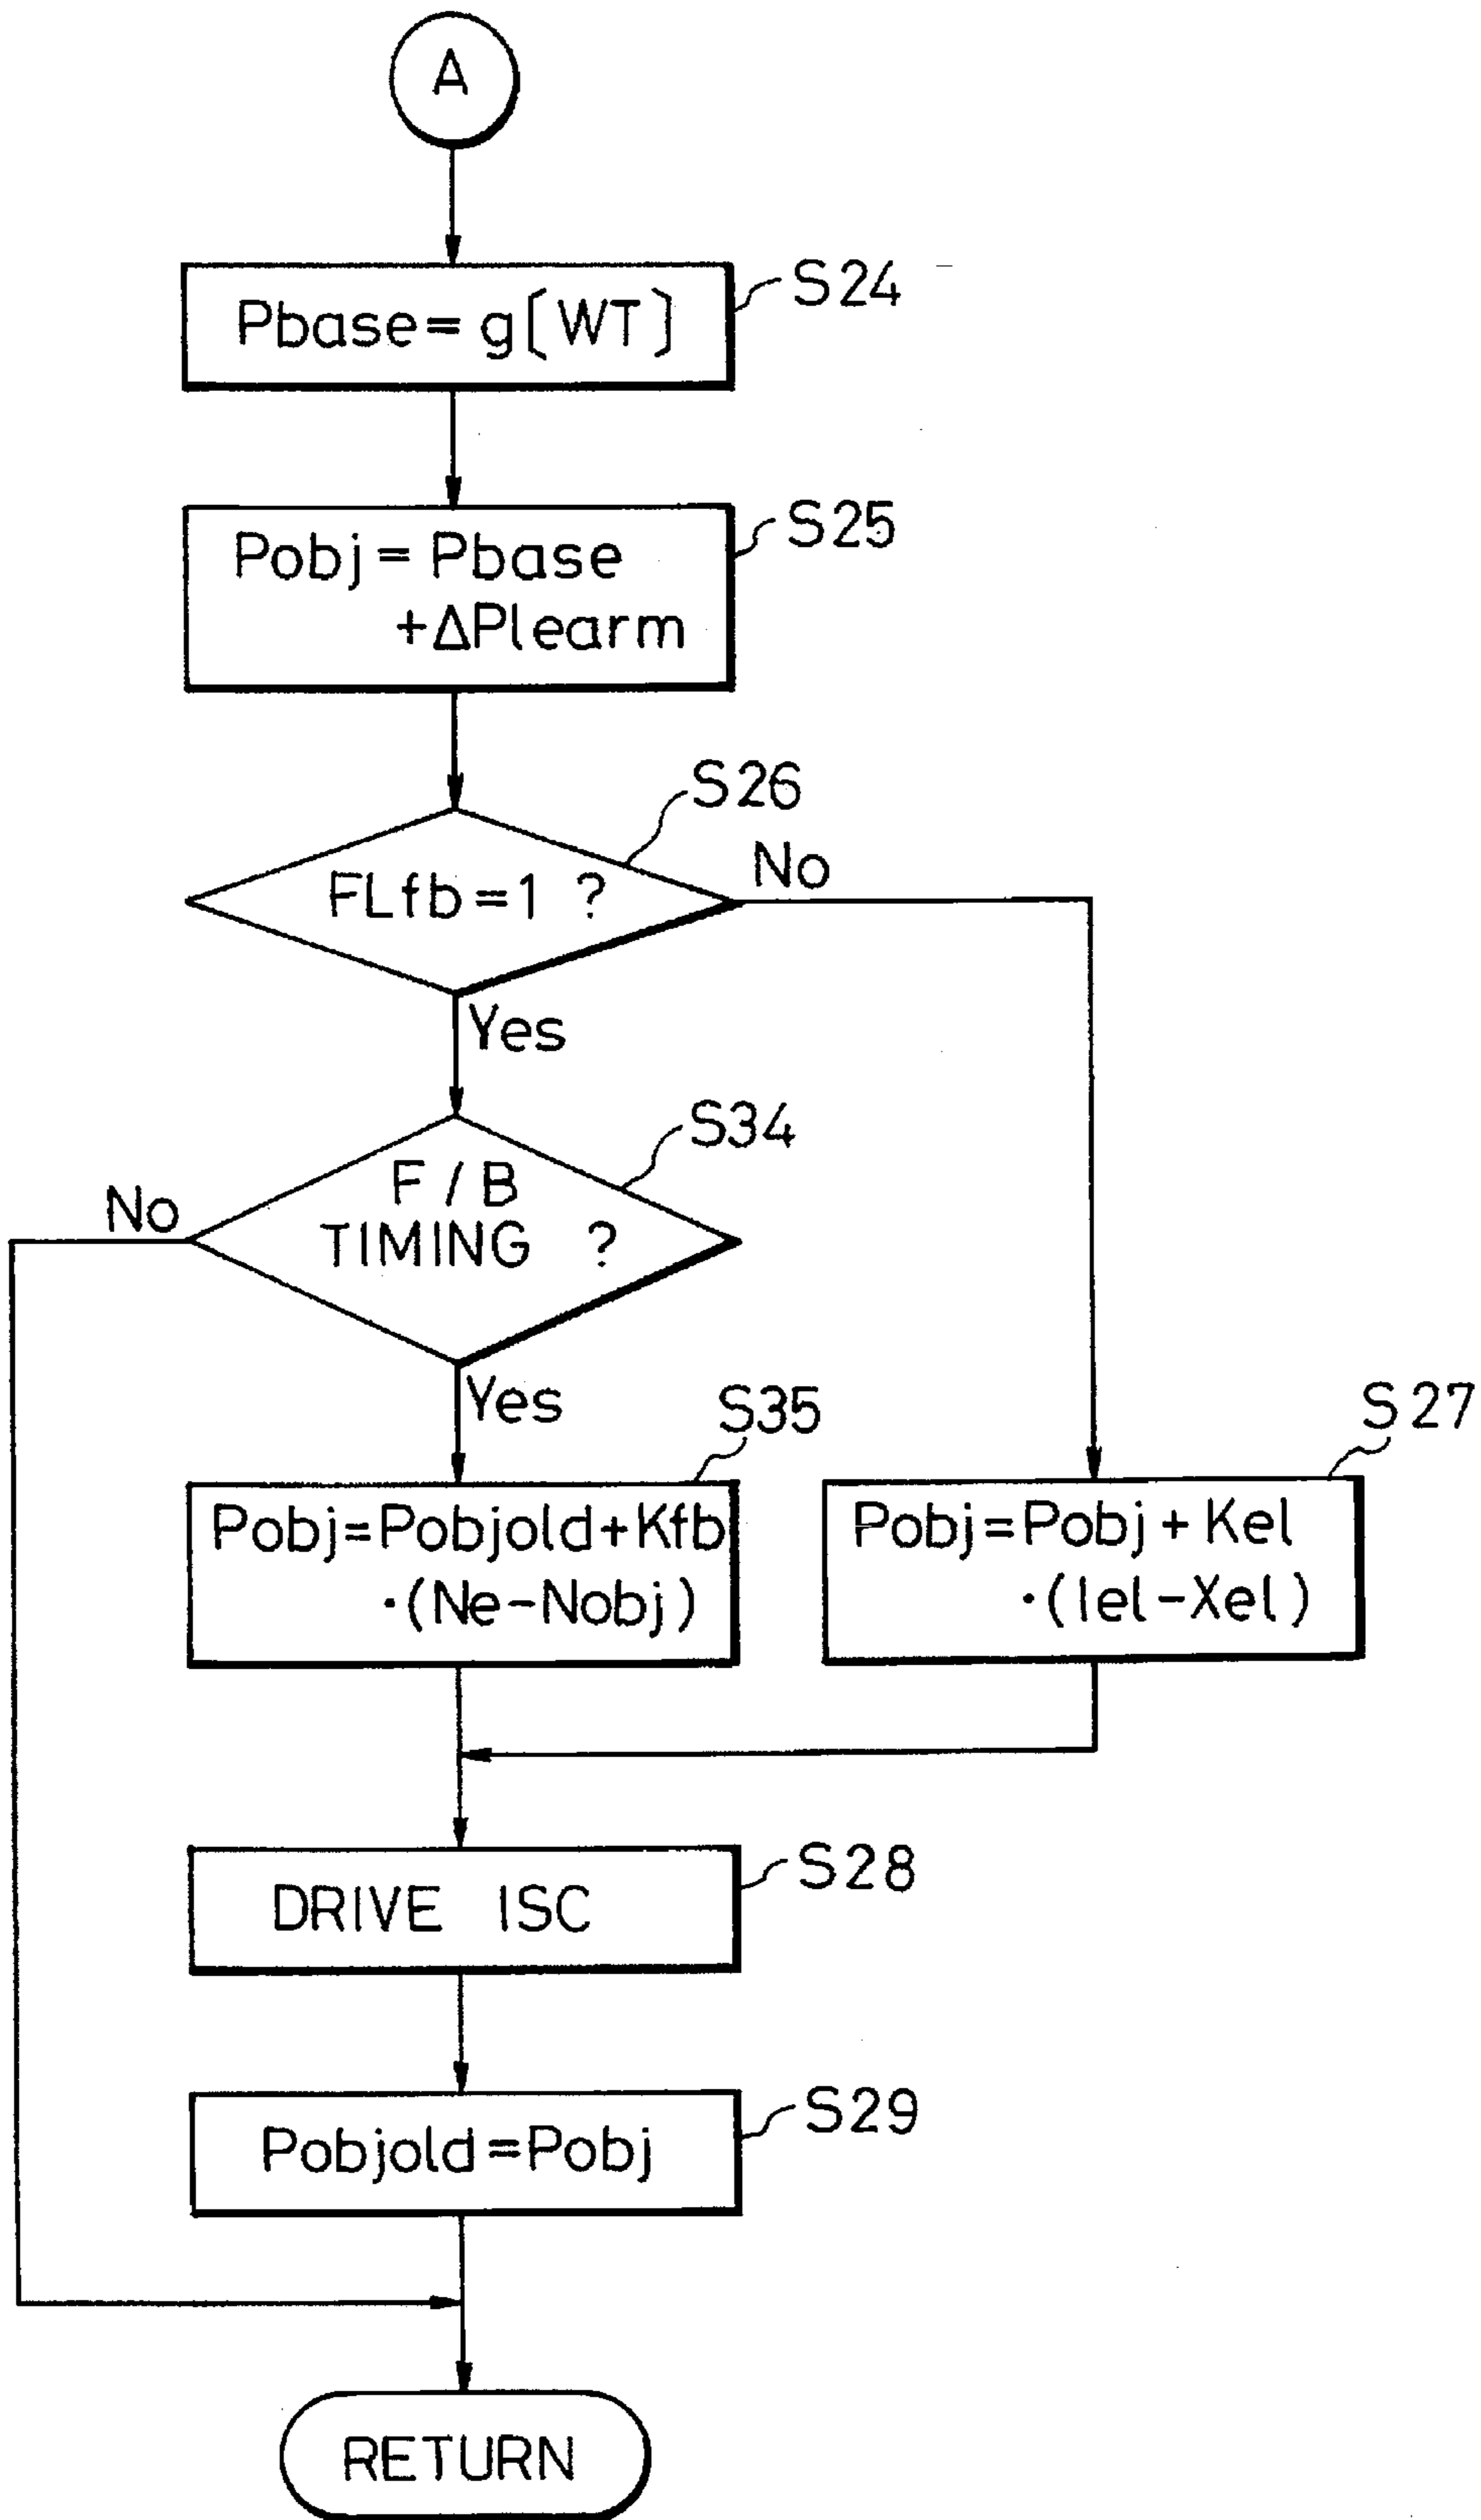 A
Pbase=g(WT)
S24
Pobj=Pbase
+ΔPlearm
S25
S26
FLfb=1 ?
No
Yes
S34
F/B
TIMING ?
No
Yes
S35
Pobj=Pobjold+Kfb
·(Ne-Nobj)
S27
Pobj=Pobj+Kel
·(Iel-Xel)
DRIVE ISC
S28
Pobjold=Pobj
S29
RETURN